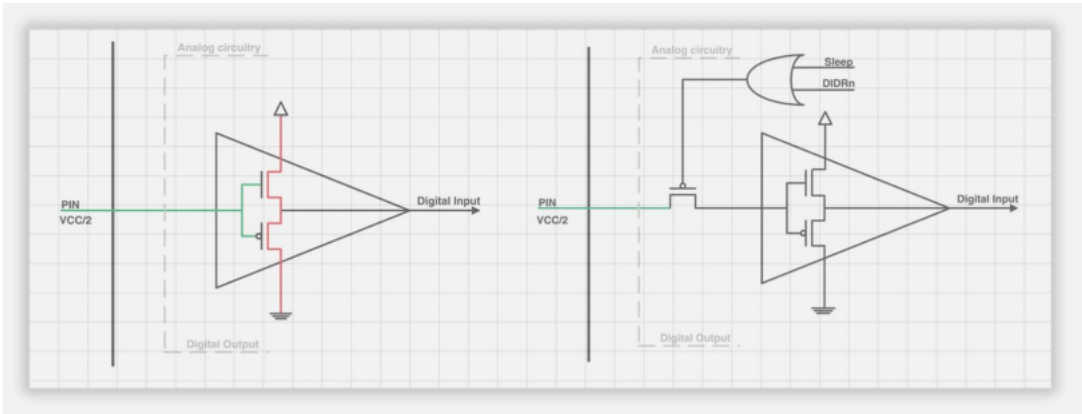 Analog circuitry
PIN
VCC/2
Digital Input
Digital Output
Analog circuitry
Sleep
DIDRn
PIN
VCC/2
Digital Input
Digital Output